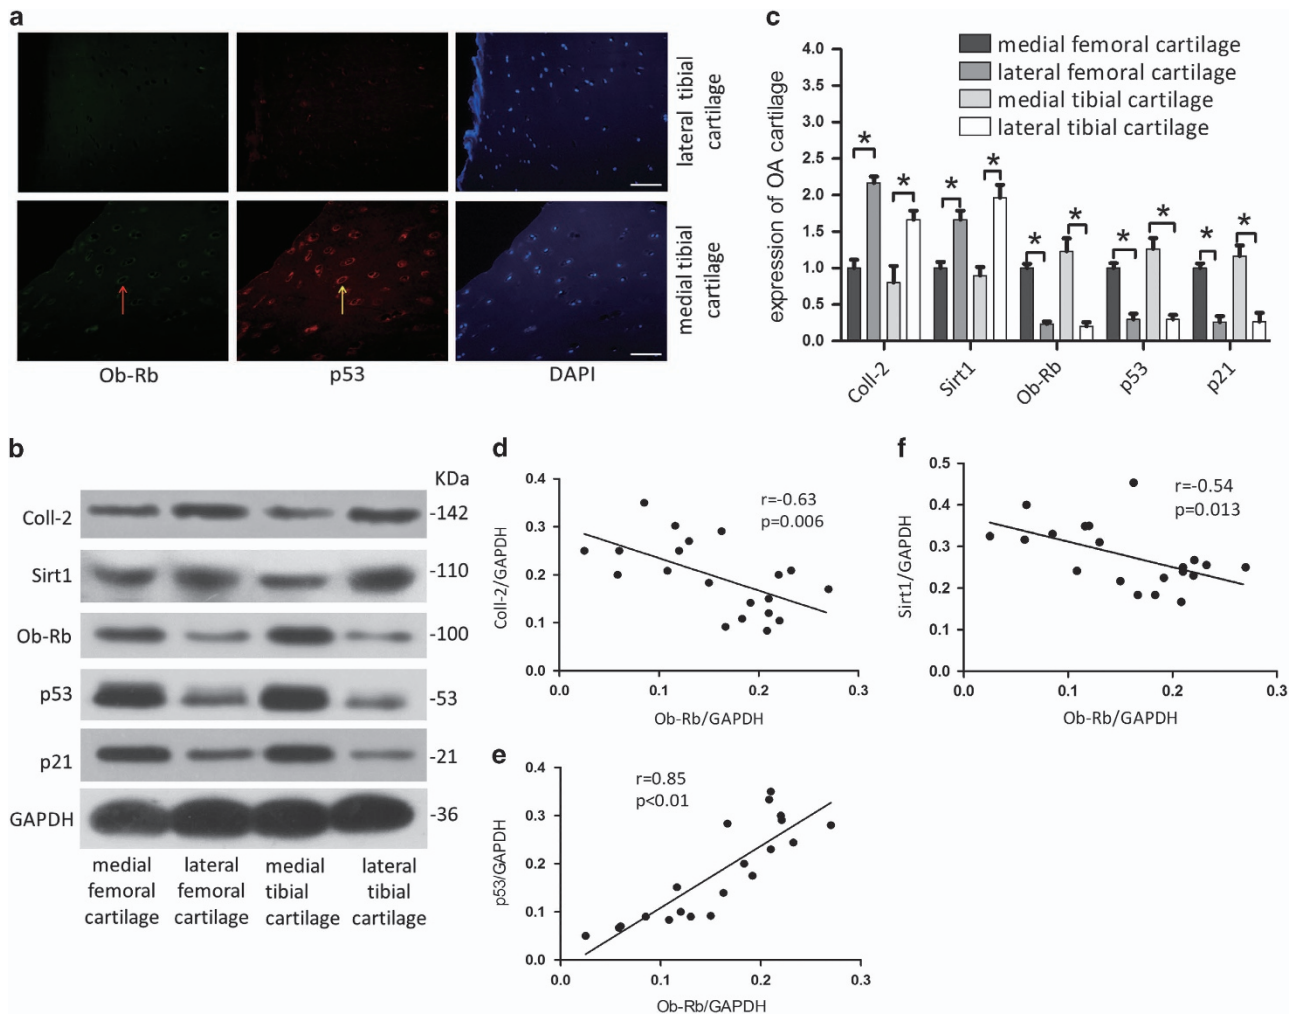 a
lateral tibial
cartilage
medial tibial
cartilage
Ob-Rb
p53
DAPI
c
medial femoral cartilage
lateral femoral cartilage
medial tibial cartilage
lateral tibial cartilage
expression of OA cartilage
4.0
3.5
3.0
2.5
2.0
1.5
1.0
0.5
0.0
* * * * * * * * * *
Coll-2
Sirt1
Ob-Rb
p53
p21
b
KDa
Coll-2
-142
Sirt1
-110
Ob-Rb
-100
p53
-53
p21
-21
GAPDH
-36
medial
femoral
cartilage
lateral
femoral
cartilage
medial
tibial
cartilage
lateral
tibial
cartilage
d
r=-0.63
p=0.006
Coll-2/GAPDH
0.4
0.3
0.2
0.1
0.0
0.0 0.1 0.2 0.3
Ob-Rb/GAPDH
f
r=-0.54
p=0.013
Sirt1/GAPDH
0.5
0.4
0.3
0.2
0.1
0.0
0.0 0.1 0.2 0.3
Ob-Rb/GAPDH
e
r=0.85
p<0.01
p53/GAPDH
0.4
0.3
0.2
0.1
0.0
0.0 0.1 0.2 0.3
Ob-Rb/GAPDH